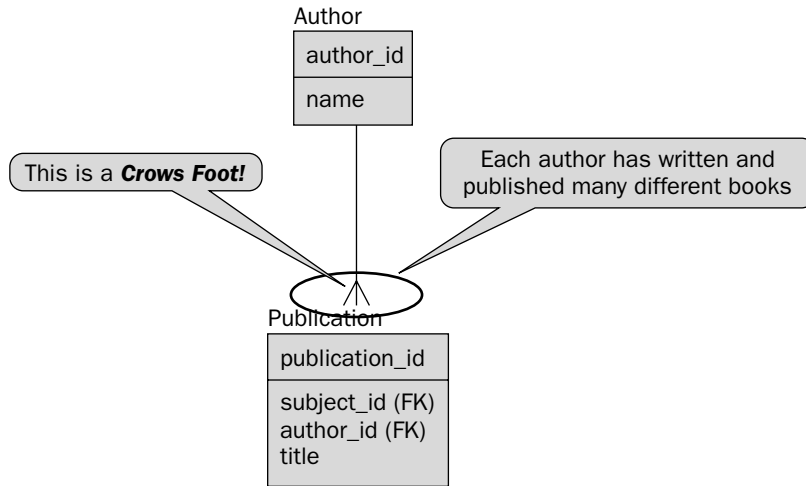 Author
author_id
name
This is a Crows Foot!
Each author has written and
published many different books
Publication
publication_id
subject_id (FK)
author_id (FK)
title